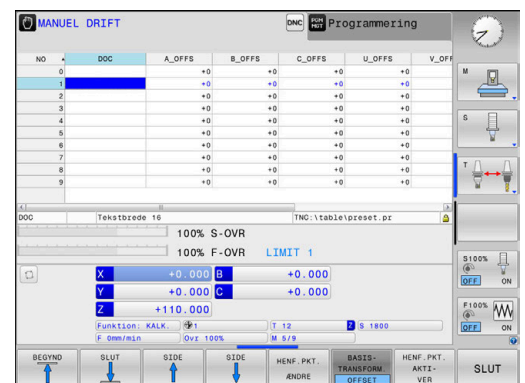 MANUEL DRIFT
DNC PGM MGT Programmering
NO DOC A_OFFS B_OFFS C_OFFS U_OFFS V_OFF
0 +0 +0 +0 +0
1 +0 +0 +0 +0
2 +0 +0 +0 +0
3 +0 +0 +0 +0
4 +0 +0 +0 +0
5 +0 +0 +0 +0
6 +0 +0 +0 +0
7 +0 +0 +0 +0
8 +0 +0 +0 +0
9 +0 +0 +0 +0
DOC Tekstbrede 16 TNC:\table\preset.pr
100% S-OVR
100% F-OVR LIMIT 1
X +0.000 B +0.000
Y +0.000 C +0.000
Z +110.000
Funktion: KALK. 1 T 12 Z S 1800
F 0mm/min Ovr 100% M 5/9
M
S
T
S100%
OFF ON
F100%
OFF ON
BEGYND
SLUT
SIDE
SIDE
HENF.PKT.
ÆNDRE
BASIS-
TRANSFORM.
OFFSET
HENF.PKT.
AKTI-
VER
SLUT